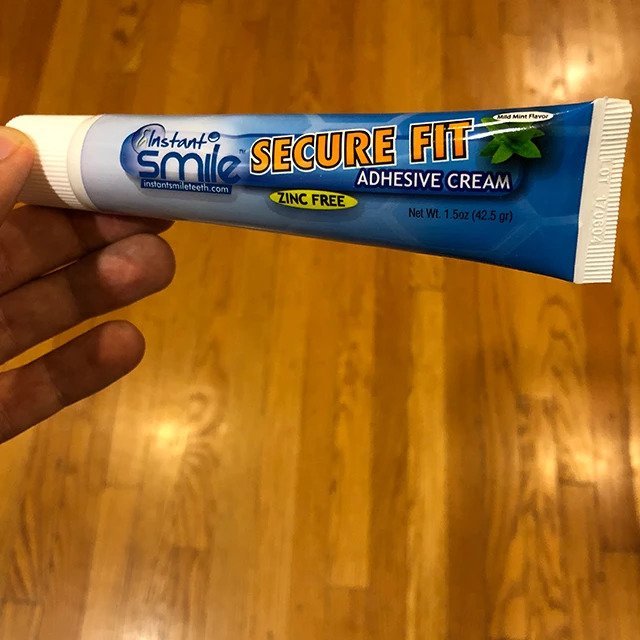 Instant
Smile™
instantsmileteeth.com
SECURE FIT
ADHESIVE CREAM
Mild Mint Flavor
ZINC FREE
Net Wt. 1.5oz (42.5 gr)